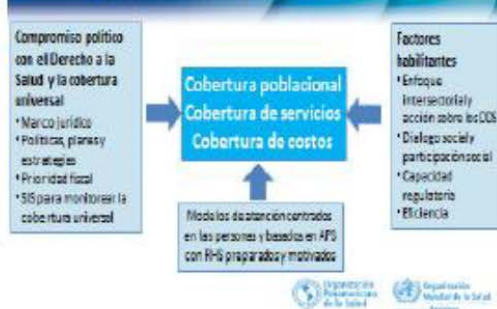 Compromiso político
con el Derecho a la
Salud y la cobertura
universal
• Marco jurídico
• Políticas, planes y
estrategias
• Prioridad fiscal
• SIS para monitorear la
cobertura universal
Cobertura poblacional
Cobertura de servicios
Cobertura de costos
Factores
habilitantes
• Enfoque
intersectorial y
acción sobre los DDS
• Dialogo social y
participación social
• Capacidad
regulatoria
• Eficiencia
Modelos de atención centrados
en las personas y basados en APS
con RHS preparados y motivados
Organización
Panamericana
de la Salud
Organización
Mundial de la Salud